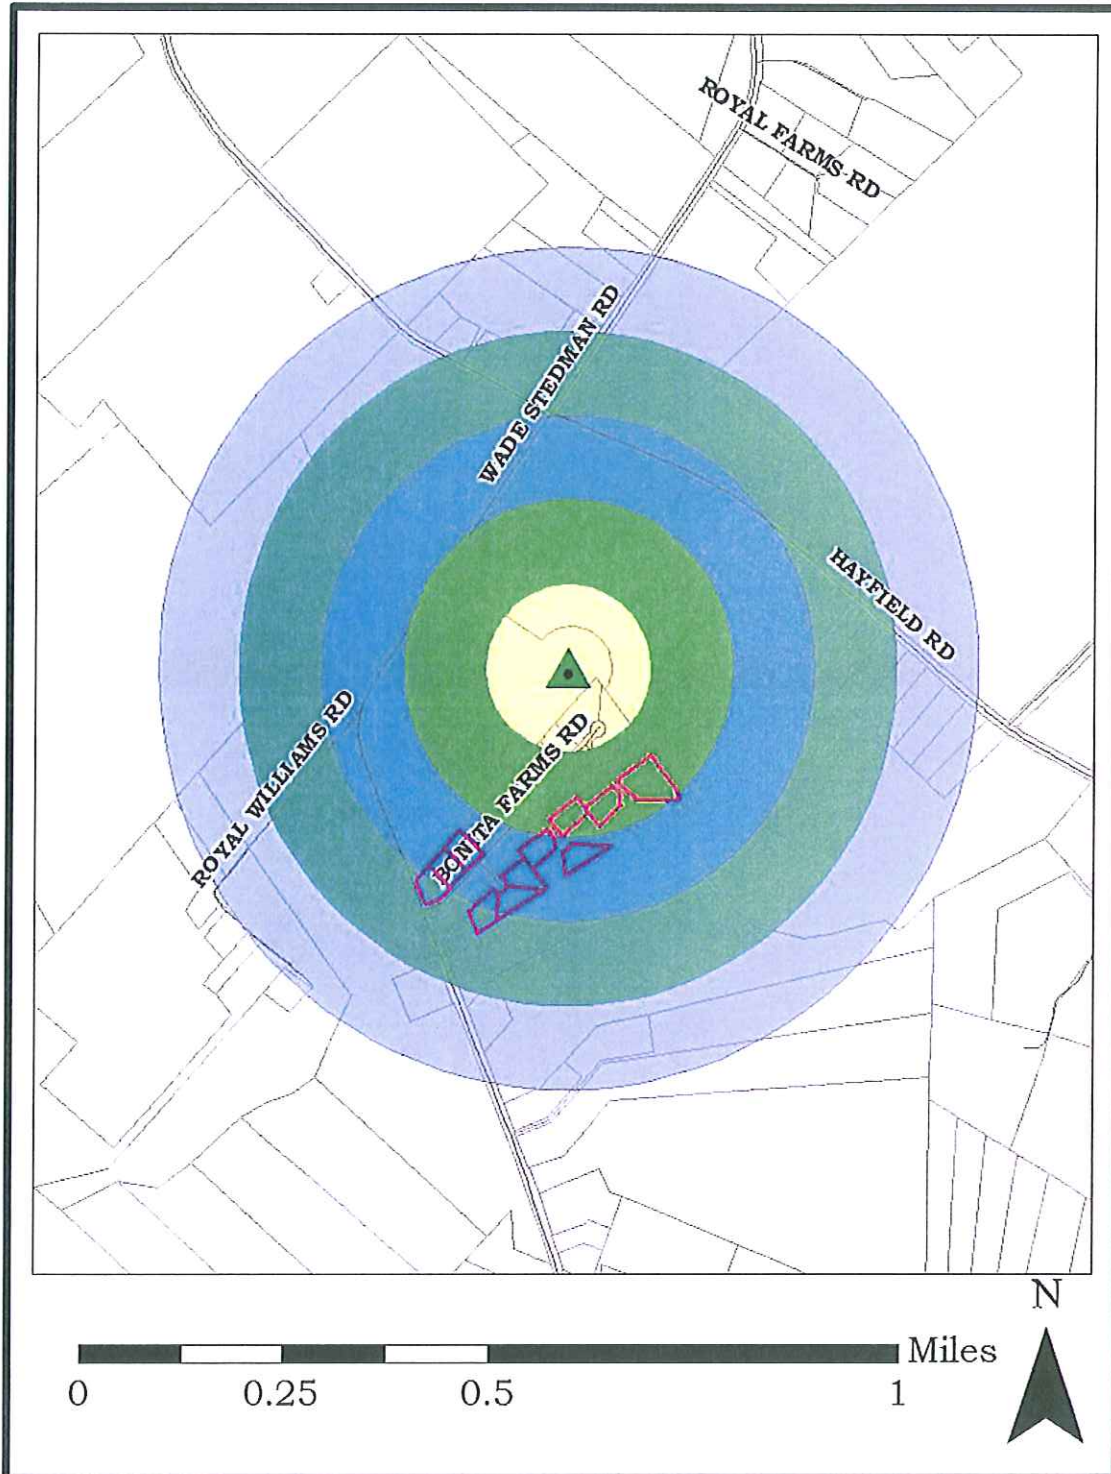 ROYAL FARMS RD
WADE STEDMAN RD
HAYFIELD RD
ROYAL WILLIAMS RD
BONITA FARMS RD
N
Miles
0 0.25 0.5 1